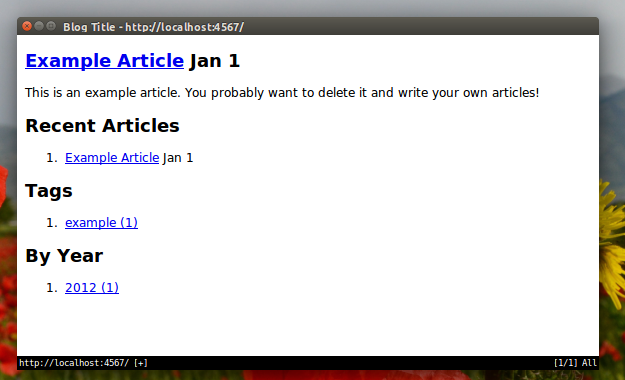 Blog Title - http://localhost:4567/
Example Article Jan 1
This is an example article. You probably want to delete it and write your own articles!
Recent Articles
1. Example Article Jan 1
Tags
1. example (1)
By Year
1. 2012 (1)
http://localhost:4567/ [+] [1/1] All